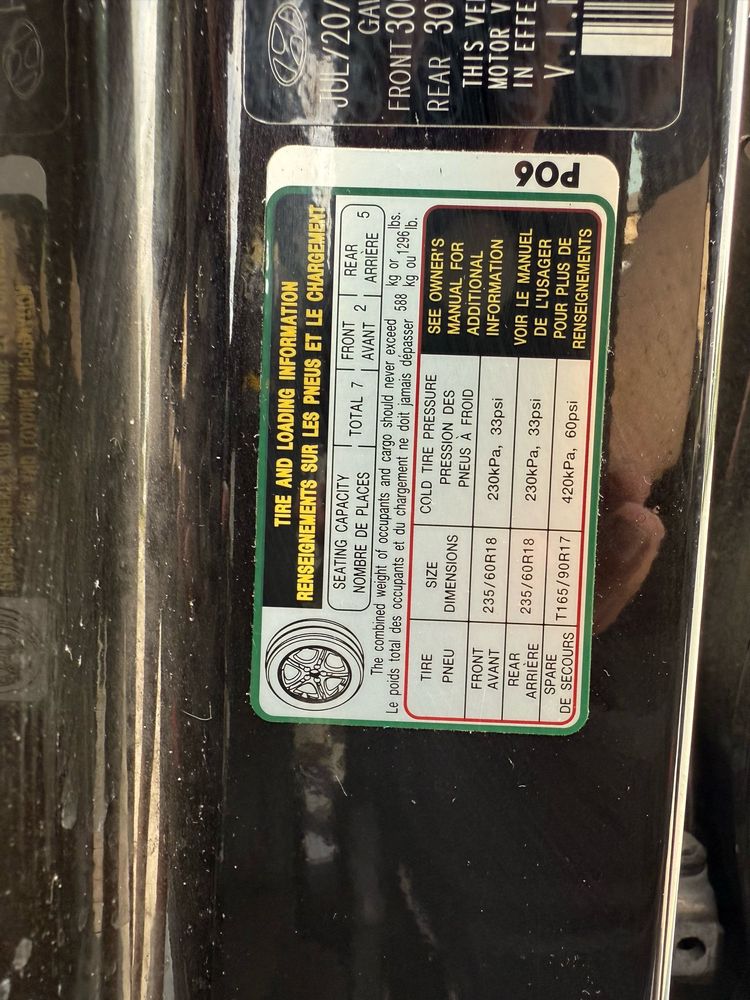 JUL/20/
GAW
FRONT 300
REAR 307
THIS VE
MOTOR V
IN EFFE
V.I.N
P06
TIRE AND LOADING INFORMATION
RENSEIGNEMENTS SUR LES PNEUS ET LE CHARGEMENT
SEATING CAPACITY TOTAL 7 FRONT 2 REAR 5
NOMBRE DE PLACES AVANT ARRIÈRE
The combined weight of occupants and cargo should never exceed 588 kg or 1296 lbs.
Le poids total des occupants et du chargement ne doit jamais dépasser kg ou lb.
TIRE SIZE COLD TIRE PRESSURE
PNEU DIMENSIONS PRESSION DES
PNEUS À FROID
FRONT 235/60R18 230kPa, 33psi
AVANT
REAR 235/60R18 230kPa, 33psi
ARRIÈRE
SPARE T165/90R17 420kPa, 60psi
DE SECOURS
SEE OWNER'S
MANUAL FOR
ADDITIONAL
INFORMATION
VOIR LE MANUEL
DE L'USAGER
POUR PLUS DE
RENSEIGNEMENTS